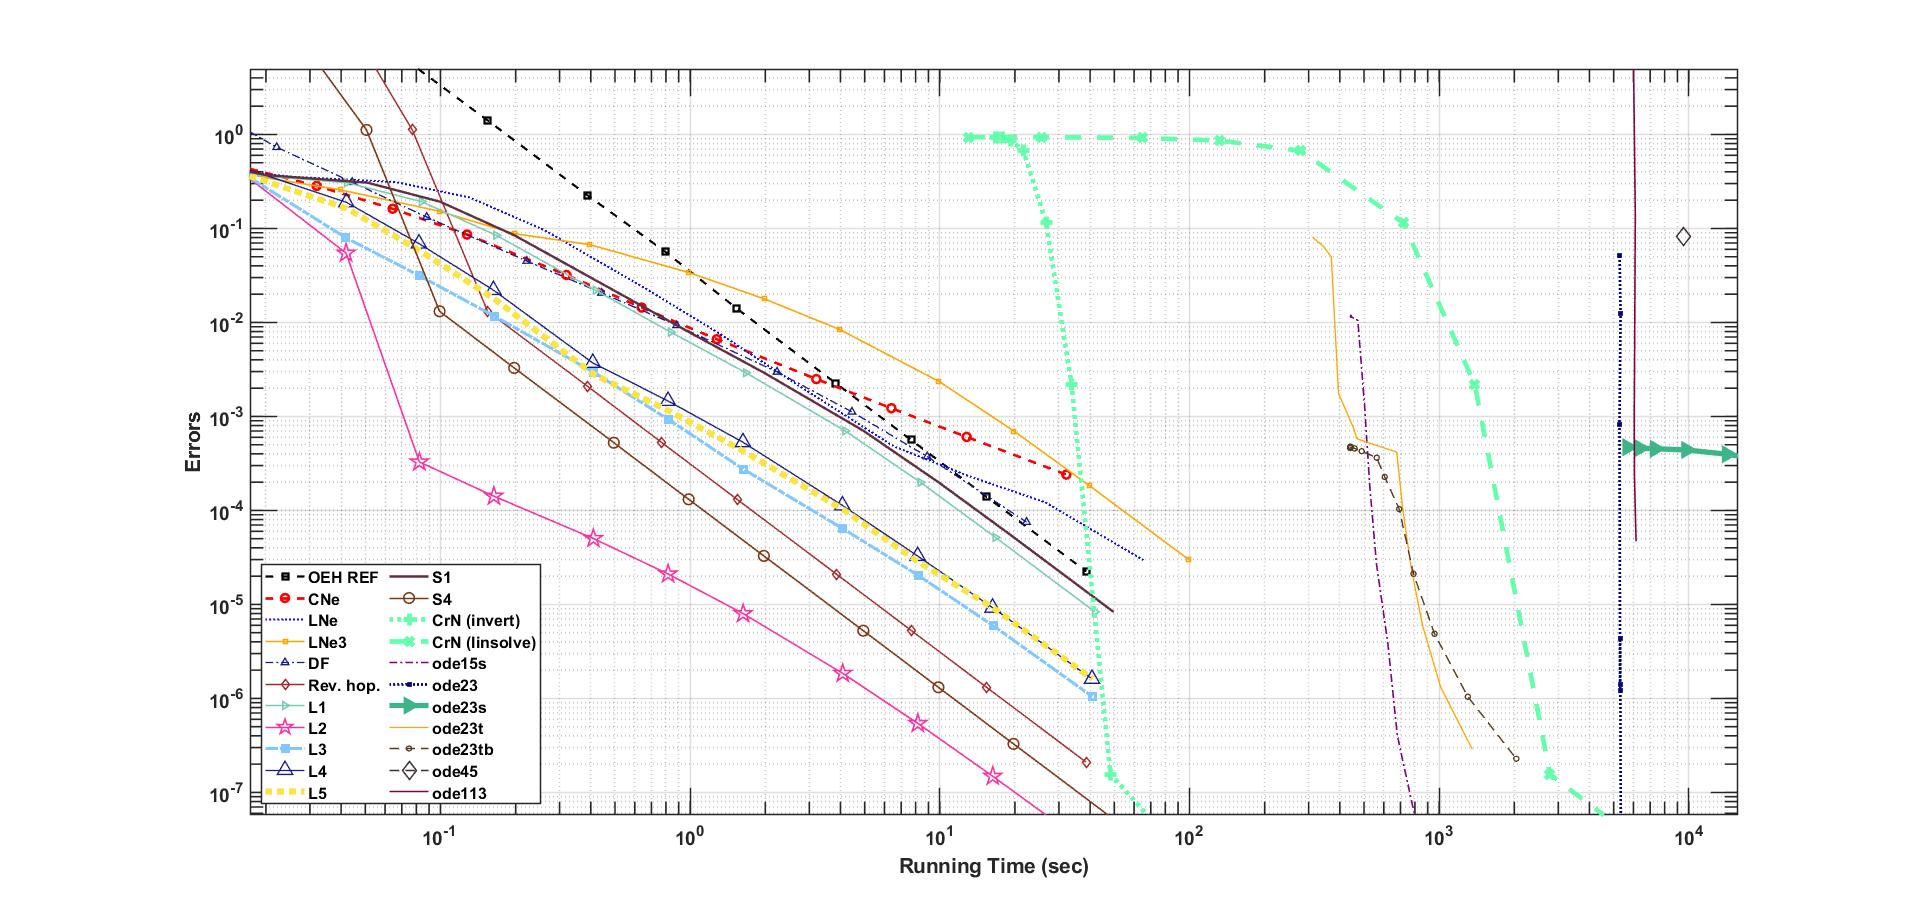 10^0
10^-1
10^-2
10^-3
10^-4
10^-5
10^-6
10^-7
Errors
OEH REF
CNe
LNe
LNe3
DF
Rev. hop.
L1
L2
L3
L4
L5
S1
S4
CrN (invert)
CrN (linsolve)
ode15s
ode23
ode23s
ode23t
ode23tb
ode45
ode113
10^-1
10^0
10^1
10^2
10^3
10^4
Running Time (sec)